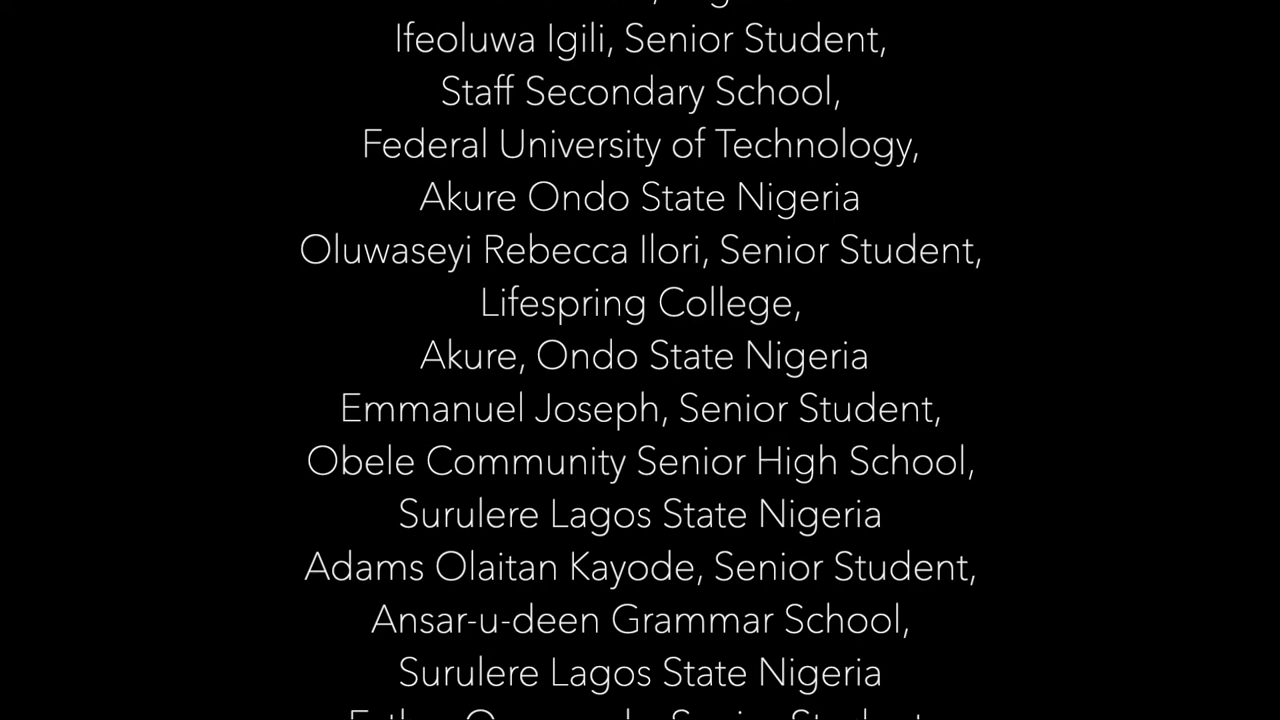 Ifeoluwa Igili, Senior Student,
Staff Secondary School,
Federal University of Technology,
Akure Ondo State Nigeria
Oluwaseyi Rebecca Ilori, Senior Student,
Lifespring College,
Akure, Ondo State Nigeria
Emmanuel Joseph, Senior Student,
Obele Community Senior High School,
Surulere Lagos State Nigeria
Adams Olaitan Kayode, Senior Student,
Ansar-u-deen Grammar School,
Surulere Lagos State Nigeria
Senior Student,